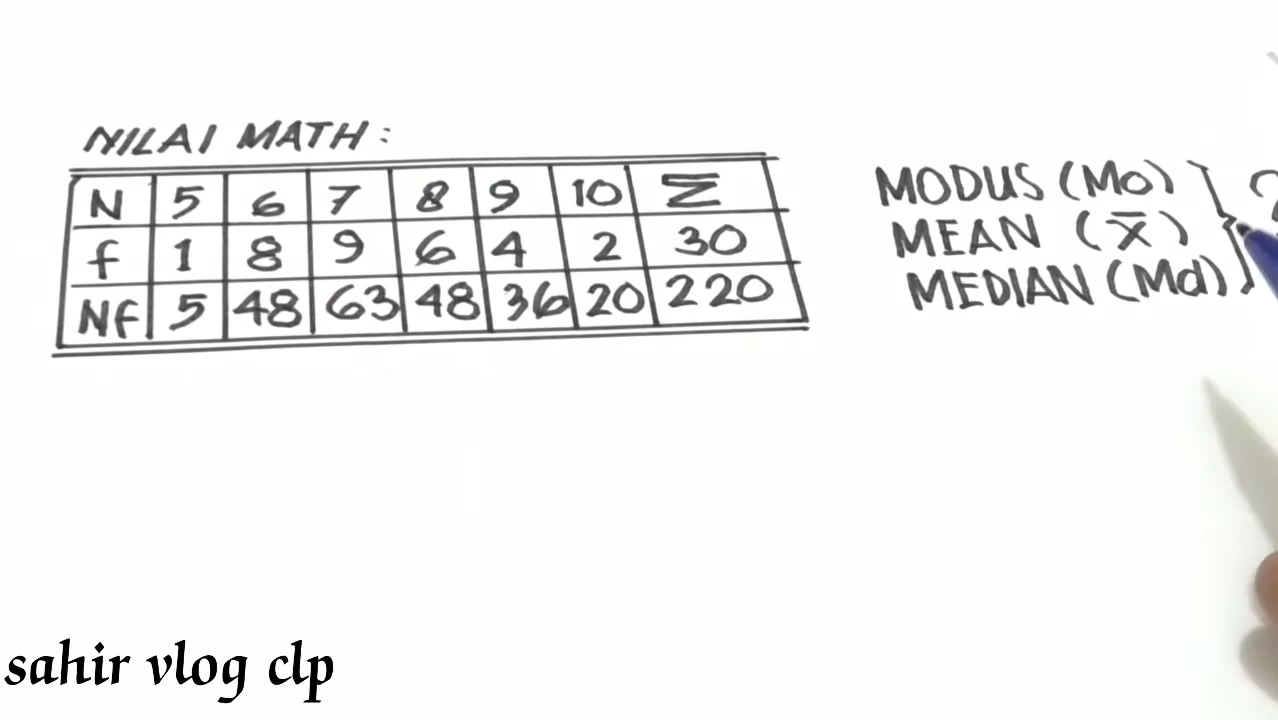 NILAI MATH:
N 5 6 7 8 9 10 Σ
f 1 8 9 6 4 2 30
Nf 5 48 63 48 36 20 220
MODUS (Mo)
MEAN (x̄)
MEDIAN (Md)
?
sahir vlog clp